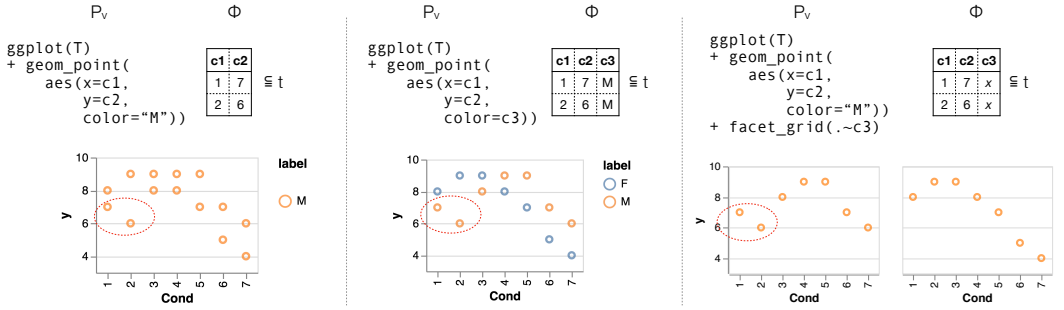 Pv Φ
ggplot(T)
+ geom_point(
aes(x=c1,
y=c2,
color=“M”))
c1 c2
1 7
2 6
⊆ t
10
8
6
4
y
1 2 3 4 5 6 7
Cond
label
M
Pv Φ
ggplot(T)
+ geom_point(
aes(x=c1,
y=c2,
color=c3))
c1 c2 c3
1 7 M
2 6 M
⊆ t
10
8
6
4
y
1 2 3 4 5 6 7
Cond
label
F
M
Pv Φ
ggplot(T)
+ geom_point(
aes(x=c1,
y=c2,
color=“M”))
+ facet_grid(.~c3)
c1 c2 c3
1 7 x
2 6 x
⊆ t
10
8
6
4
y
1 2 3 4 5 6 7
Cond
1 2 3 4 5 6 7
Cond